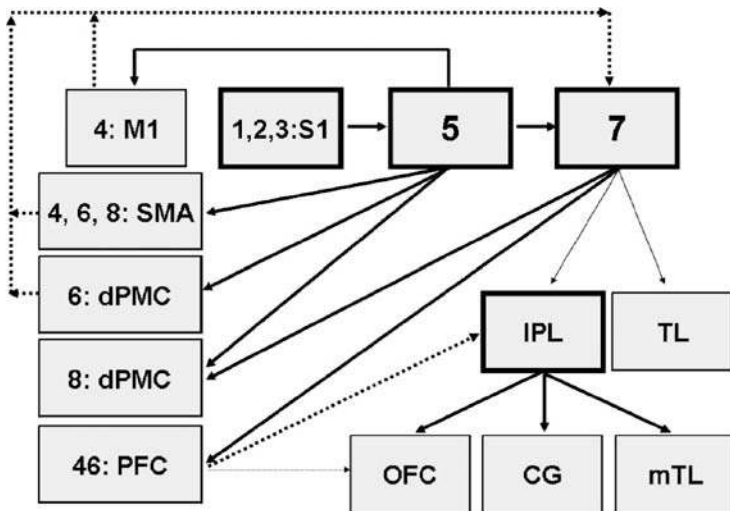 4: M1
1,2,3:S1
5
7
4, 6, 8: SMA
6: dPMC
IPL
TL
8: dPMC
46: PFC
OFC
CG
mTL